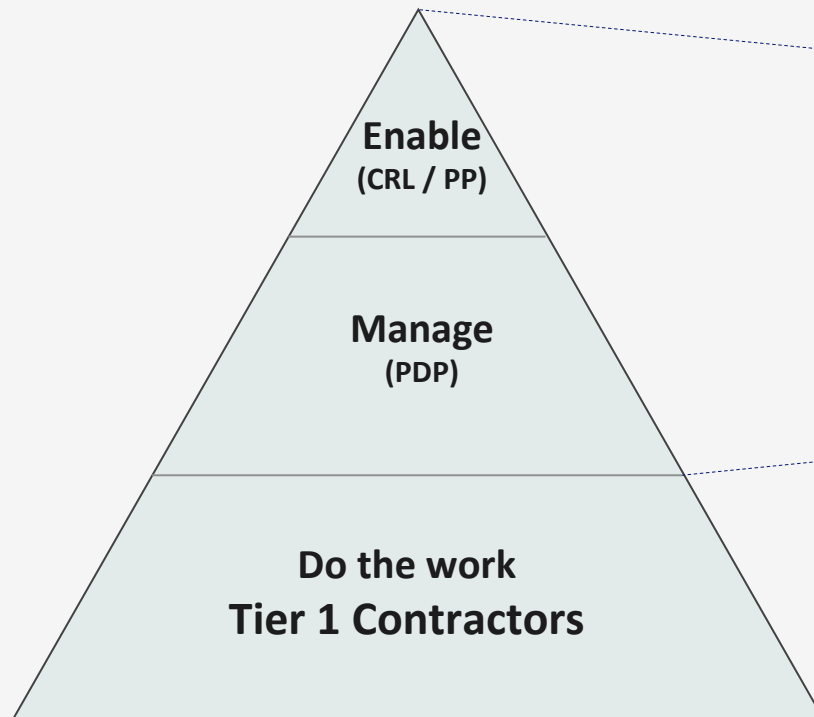 Enable
(CRL / PP)
Manage
(PDP)
Do the work
Tier 1 Contractors